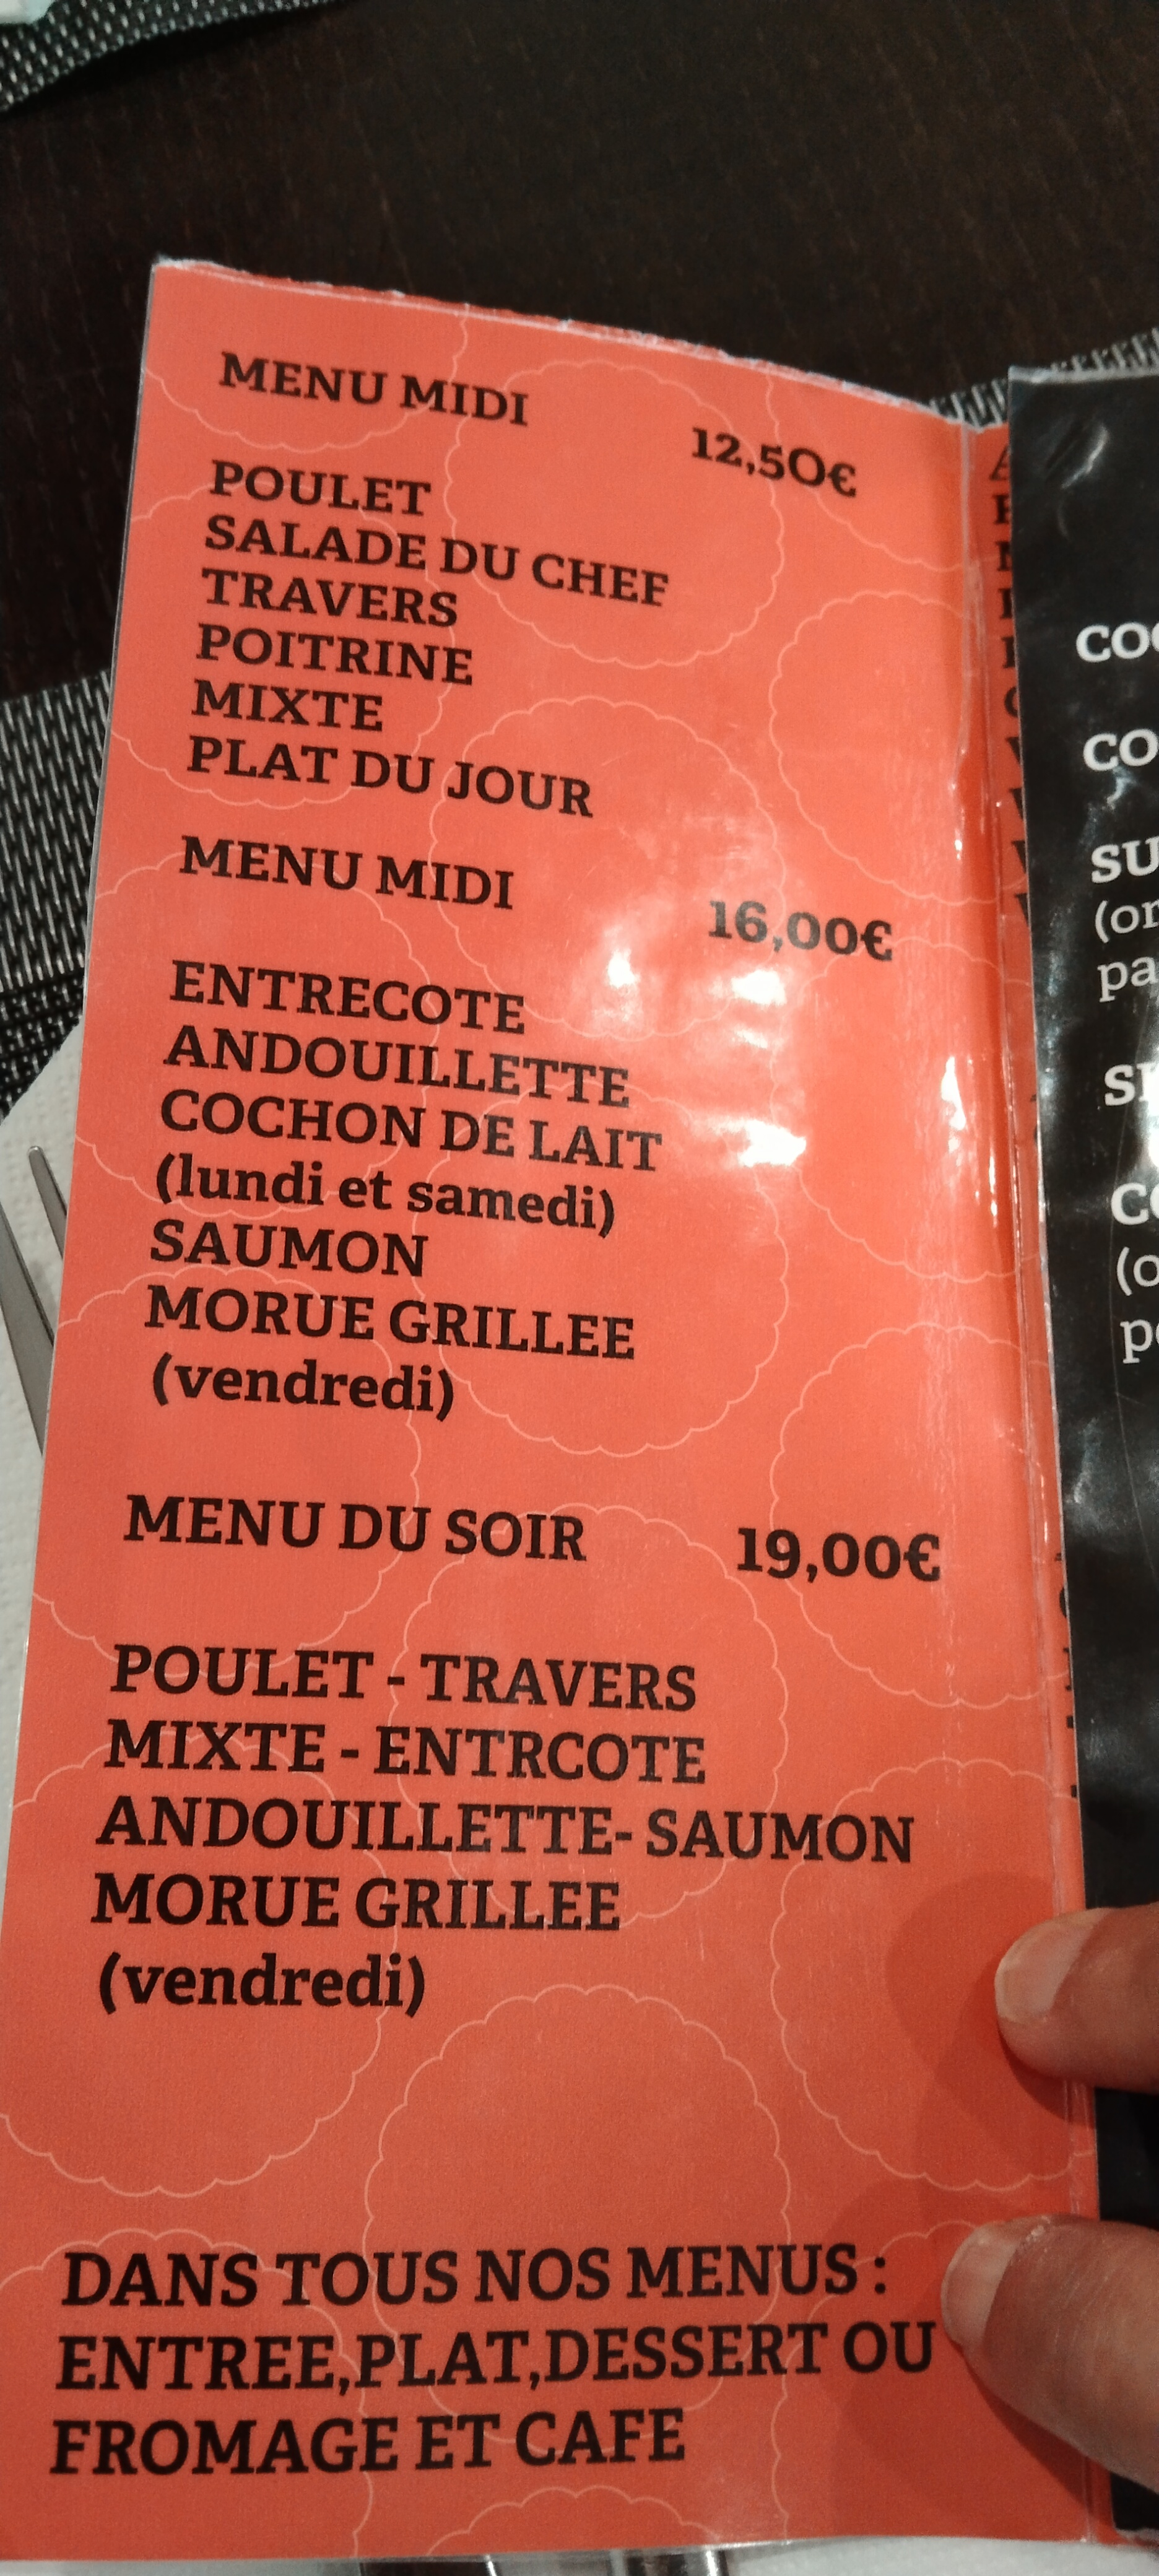 MENU MIDI
12,50€
POULET
SALADE DU CHEF
TRAVERS
POITRINE
MIXTE
PLAT DU JOUR
MENU MIDI
16,00€
ENTRECOTE
ANDOUILLETTE
COCHON DE LAIT
(lundi et samedi)
SAUMON
MORUE GRILLEE
(vendredi)
MENU DU SOIR 19,00€
POULET - TRAVERS
MIXTE - ENTRCOTE
ANDOUILLETTE- SAUMON
MORUE GRILLEE
(vendredi)
DANS TOUS NOS MENUS :
ENTREE,PLAT,DESSERT OU
FROMAGE ET CAFE